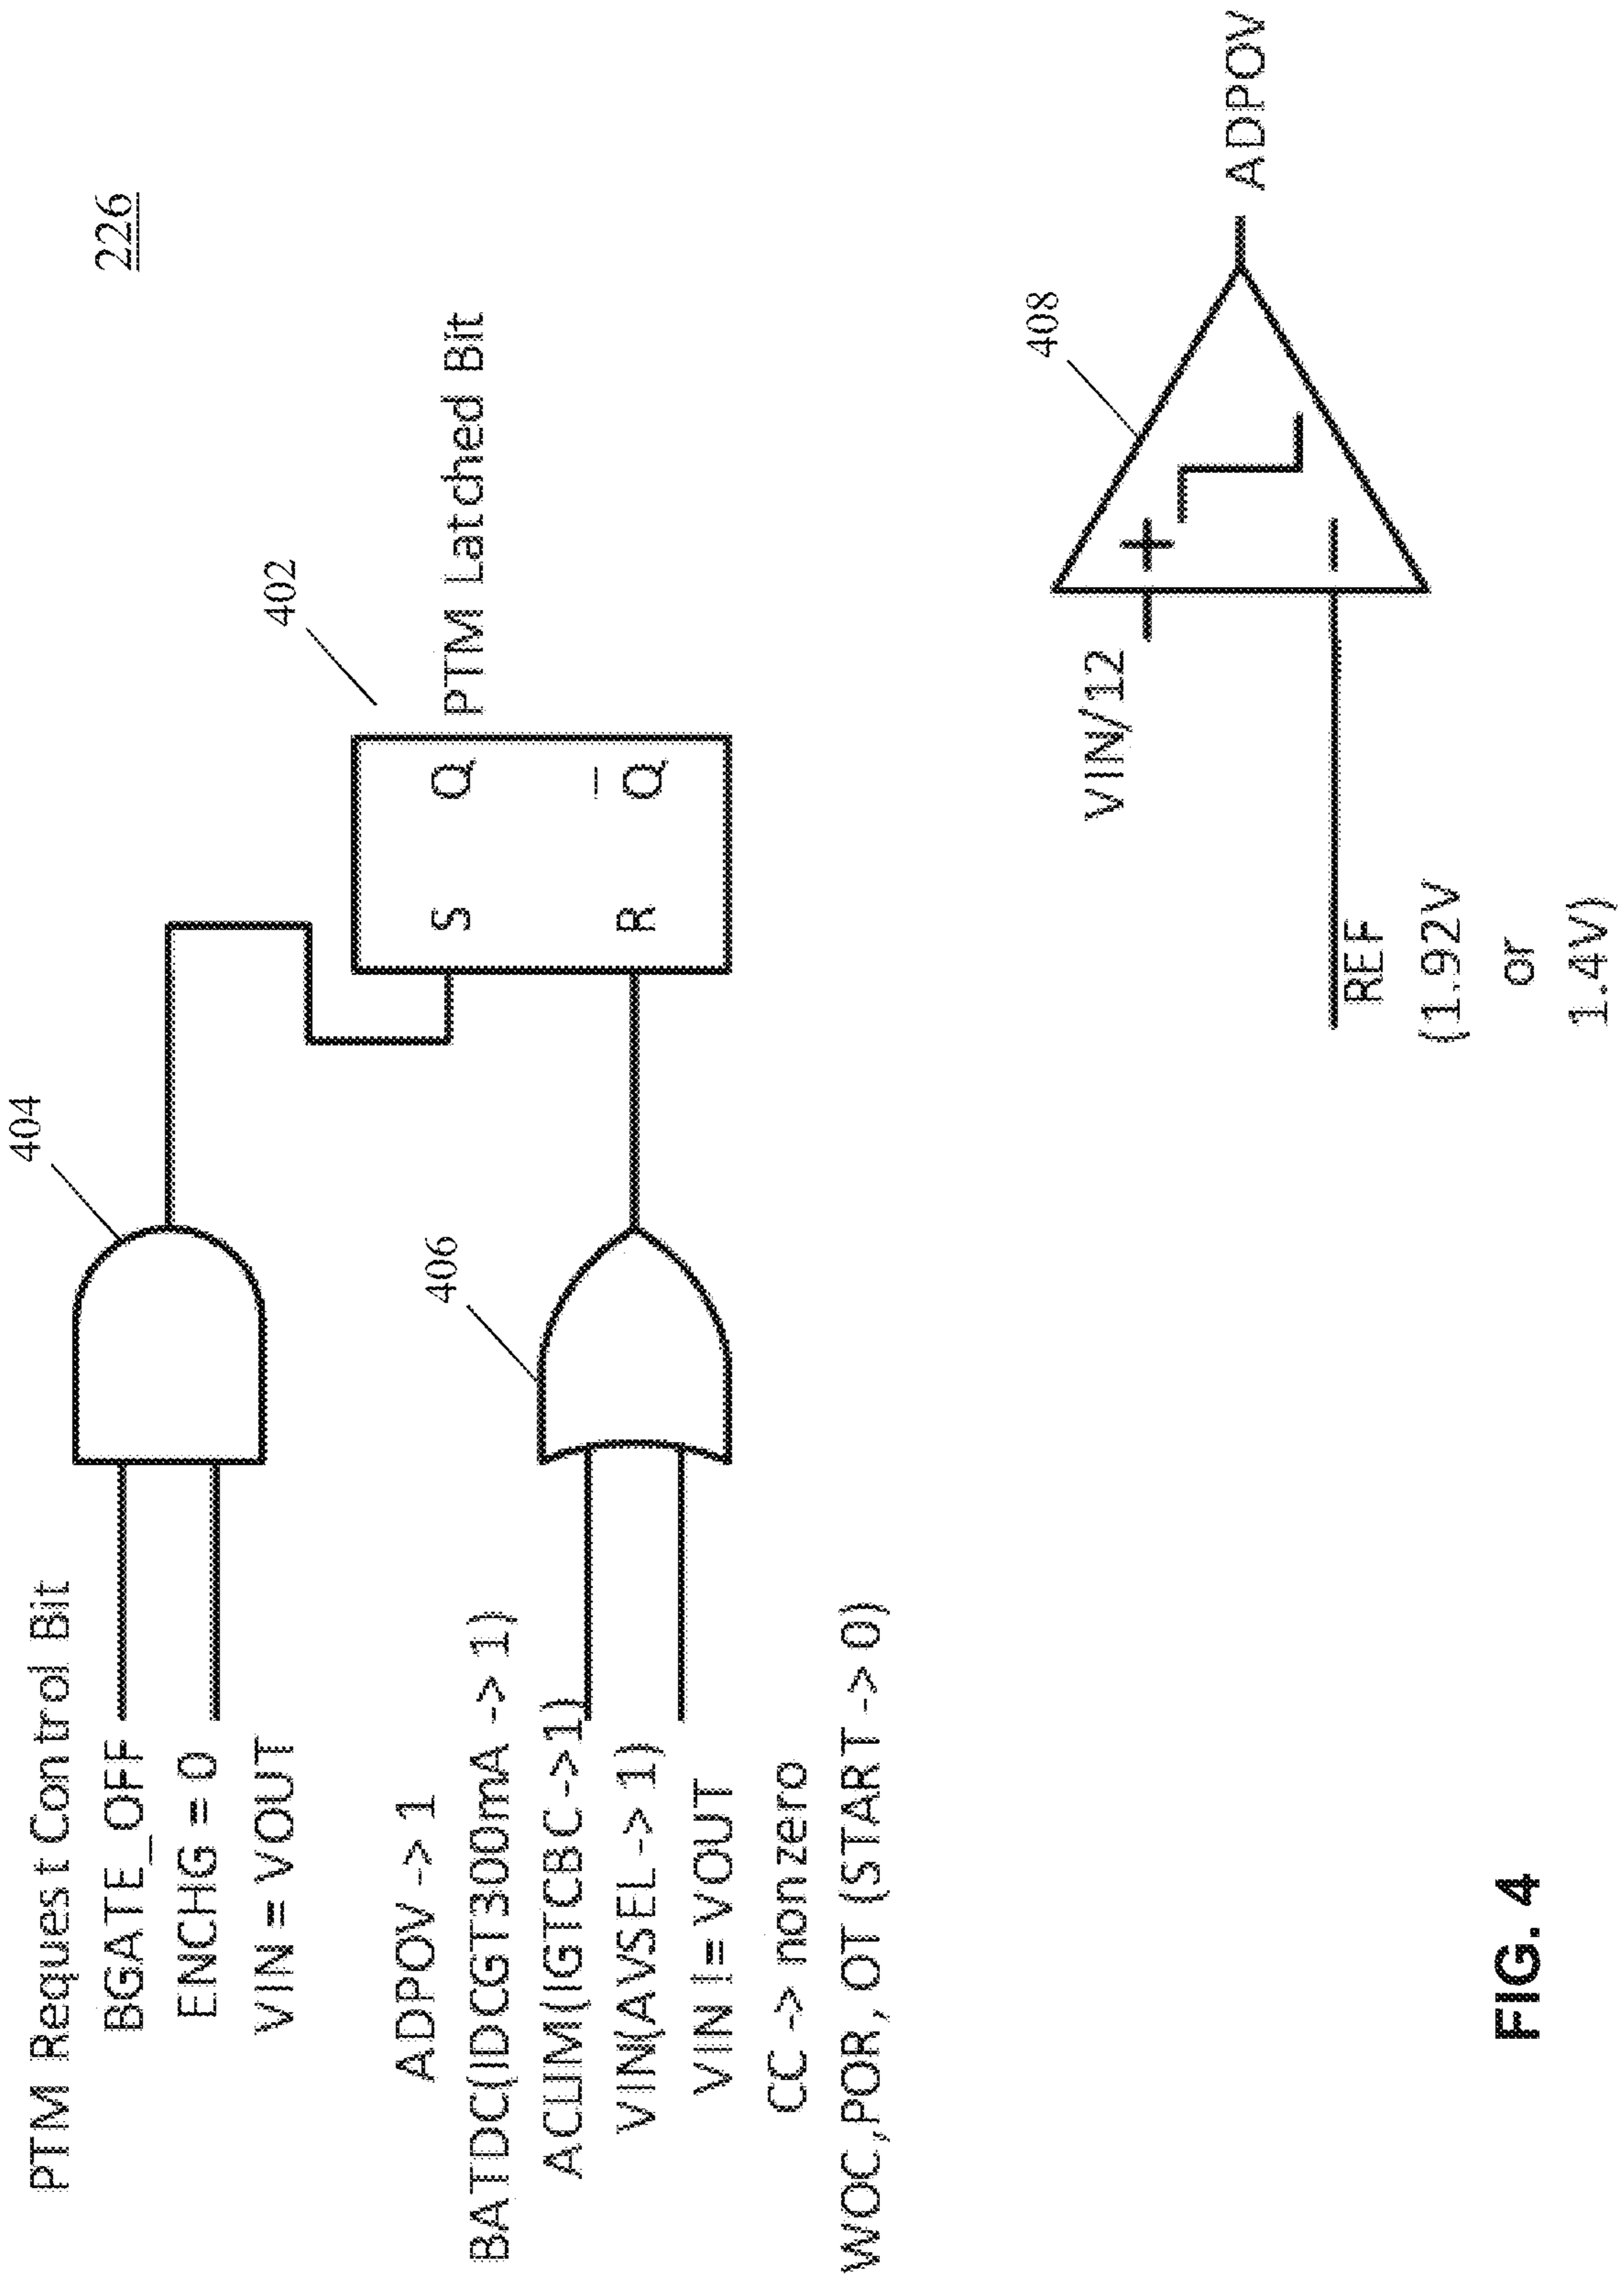 226
PTM Request Control Bit
BGATE_OFF
ENCHG = 0
VIN = VOUT
404
402
S Q
R Q
PTM Latched Bit
ADPOV -> 1
BATDC(IDCGT300mA -> 1)
ACLIM(IGTCBC ->1)
VIN(AVSEL -> 1)
VIN != VOUT
CC -> nonzero
WOC,POR, OT (START -> 0)
406
408
VIN/12
+
−
ADPOV
REF
(1.92V
or
1.4V)
FIG. 4